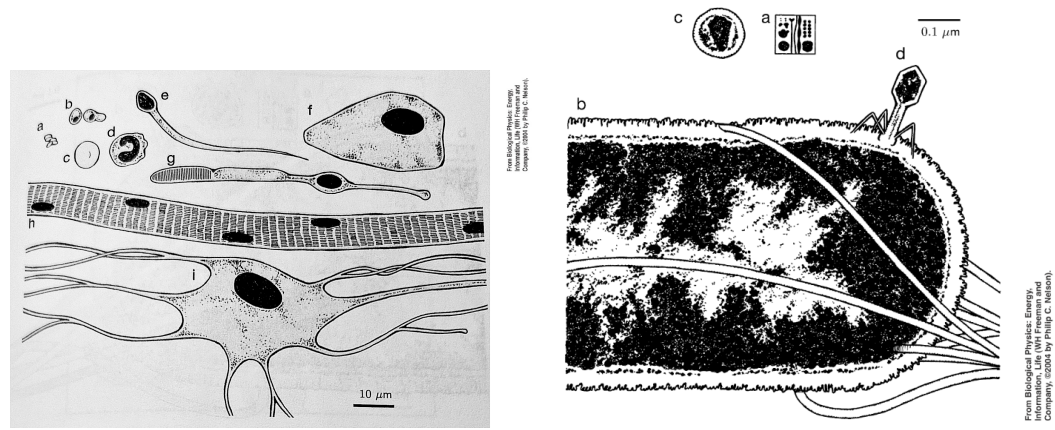 a
b
c
d
e
f
g
h
i
10 μm
From Biological Physics: Energy,
Information, Life (WH Freeman and
Company, ©2004 by Philip C. Nelson).
c
a
0.1 μm
d
b
From Biological Physics: Energy,
Information, Life (WH Freeman and
Company, ©2004 by Philip C. Nelson).